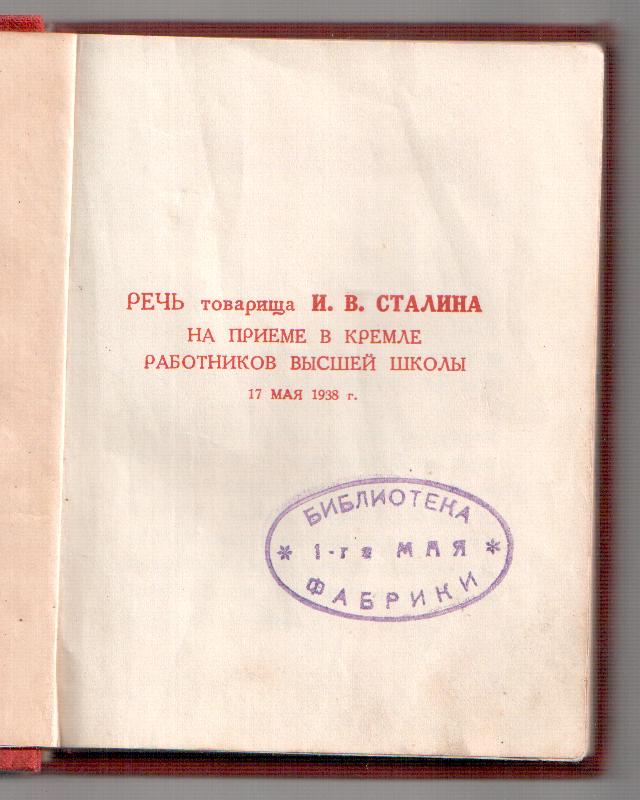 РЕЧЬ товарища И. В. СТАЛИНА
НА ПРИЕМЕ В КРЕМЛЕ
РАБОТНИКОВ ВЫСШЕЙ ШКОЛЫ
17 МАЯ 1938 г.
БИБЛИОТЕКА
* 1-го МАЯ *
ФАБРИКИ